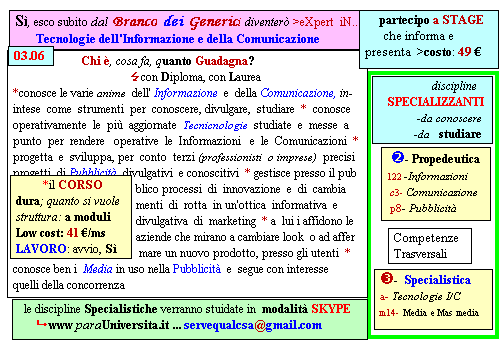 Sì, esco subito dal Branco dei Generici diventerò >eXpert iN..
Tecnologie dell'Informazione e della Comunicazione
partecipo a STAGE
che informa e
presenta >costo: 49 €
03.06
Chi è, cosa fa, quanto Guadagna?
con Diploma, con Laurea
*conosce le varie anime dell' Informazione e della Comunicazione, in-
intese come strumenti per conoscere, divulgare, studiare * conosce
operativamente le più aggiornate Tecnicnologie studiate e messe a
punto per rendere operative le Informazioni e le Comunicazioni *
progetta e sviluppa, per conto terzi (professionisti o imprese) precisi
progetti di Pubblicità divulgativi e conoscitivi * gestisce presso il pub
blico processi di innovazione e di cambia
menti di rotta in un'ottica informativa e
divulgativa di marketing * a lui i affidono le
aziende che mirano a cambiare look o ad affer
mare un nuovo prodotto, presso gli utenti *
conosce ben i Media in uso nella Pubblicità e segue con interesse
quelli della concorrenza
*il CORSO
dura; quanto si vuole
struttura: a moduli
Low cost: 41 €/ms
LAVORO: avvio, Sì
discipline
SPECIALIZZANTI
-da conoscere
-da studiare
2- Propedeutica
122 -Informazioni
c3- Comunicazione
p8- Pubblicità
Competenze
Trasversali
3- Specialistica
a- Tecnologie I/C
m14- Media e Mas media
le discipline Specialistiche verranno stuidate in modalità SKYPE
www.paraUniversita.it ... servequalcsa@gmail.com